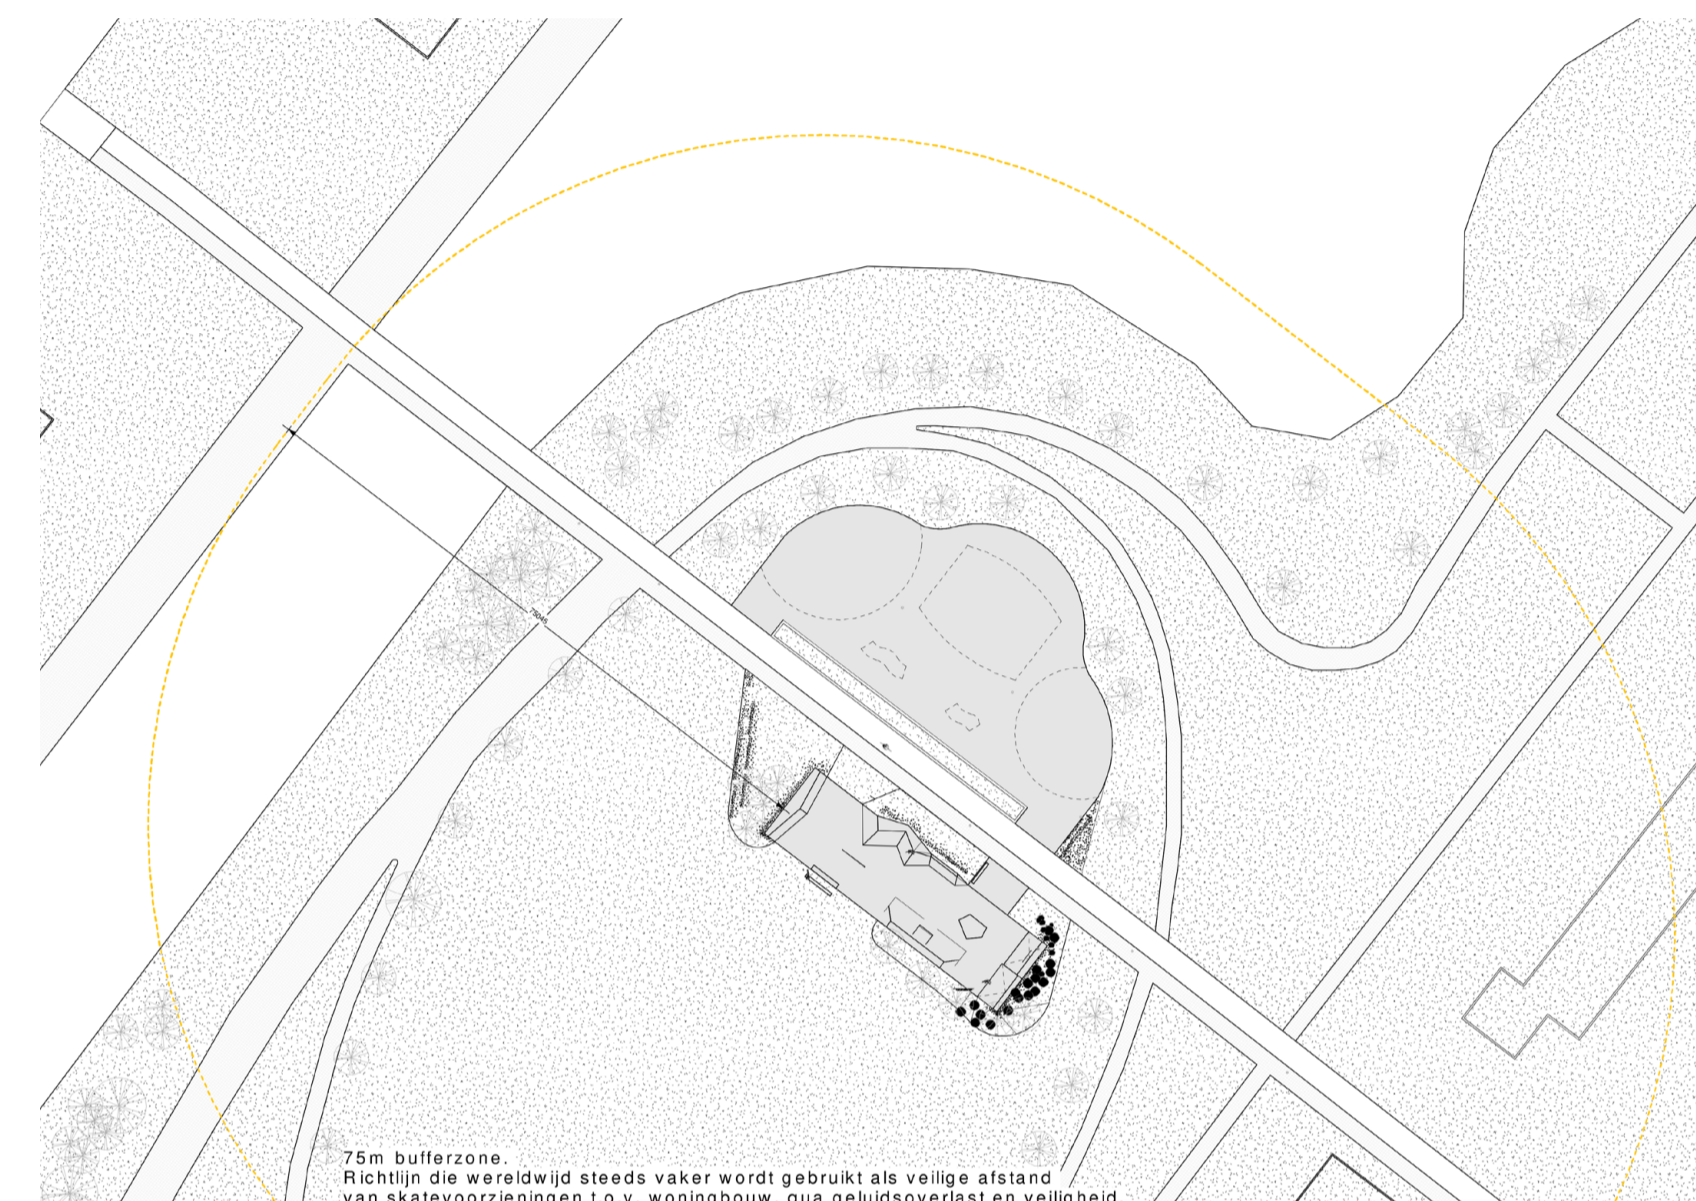 75045
75m bufferzone.
Richtlijn die wereldwijd steeds vaker wordt gebruikt als veilige afstand
van skatevoorzieningen t.o.v. woningbouw, qua geluidsoverlast en veiligheid